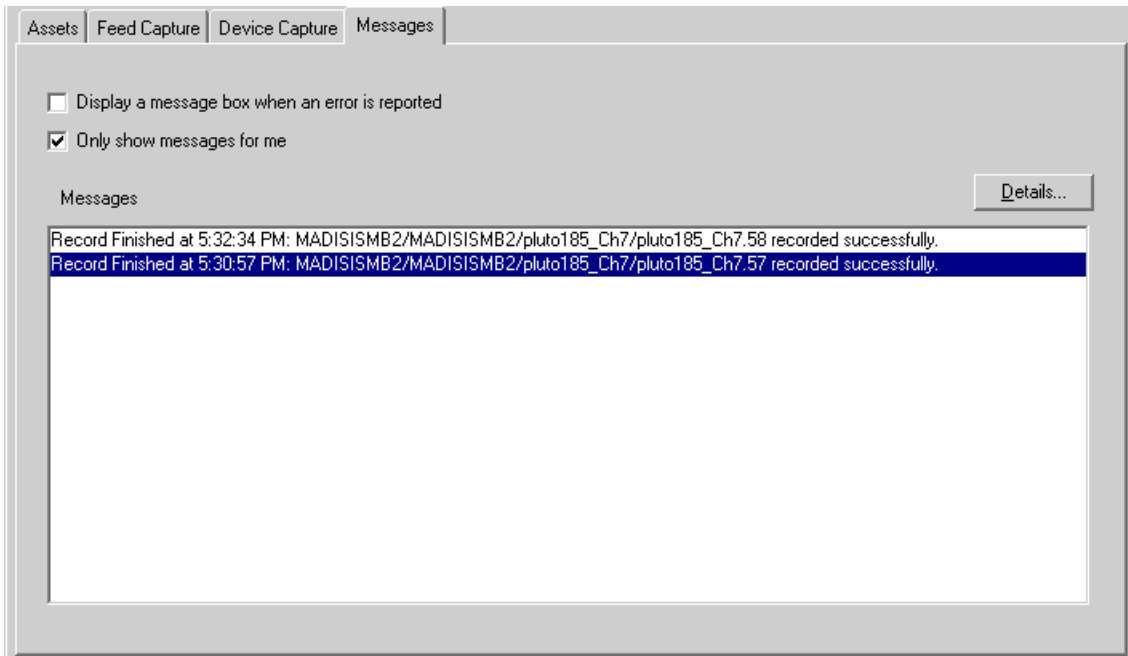 Assets Feed Capture Device Capture Messages
Display a message box when an error is reported
Only show messages for me
Messages
Details...
Record Finished at 5:32:34 PM: MADISISMB2/MADISISMB2/pluto185_Ch7/pluto185_Ch7.58 recorded successfully.
Record Finished at 5:30:57 PM: MADISISMB2/MADISISMB2/pluto185_Ch7/pluto185_Ch7.57 recorded successfully.